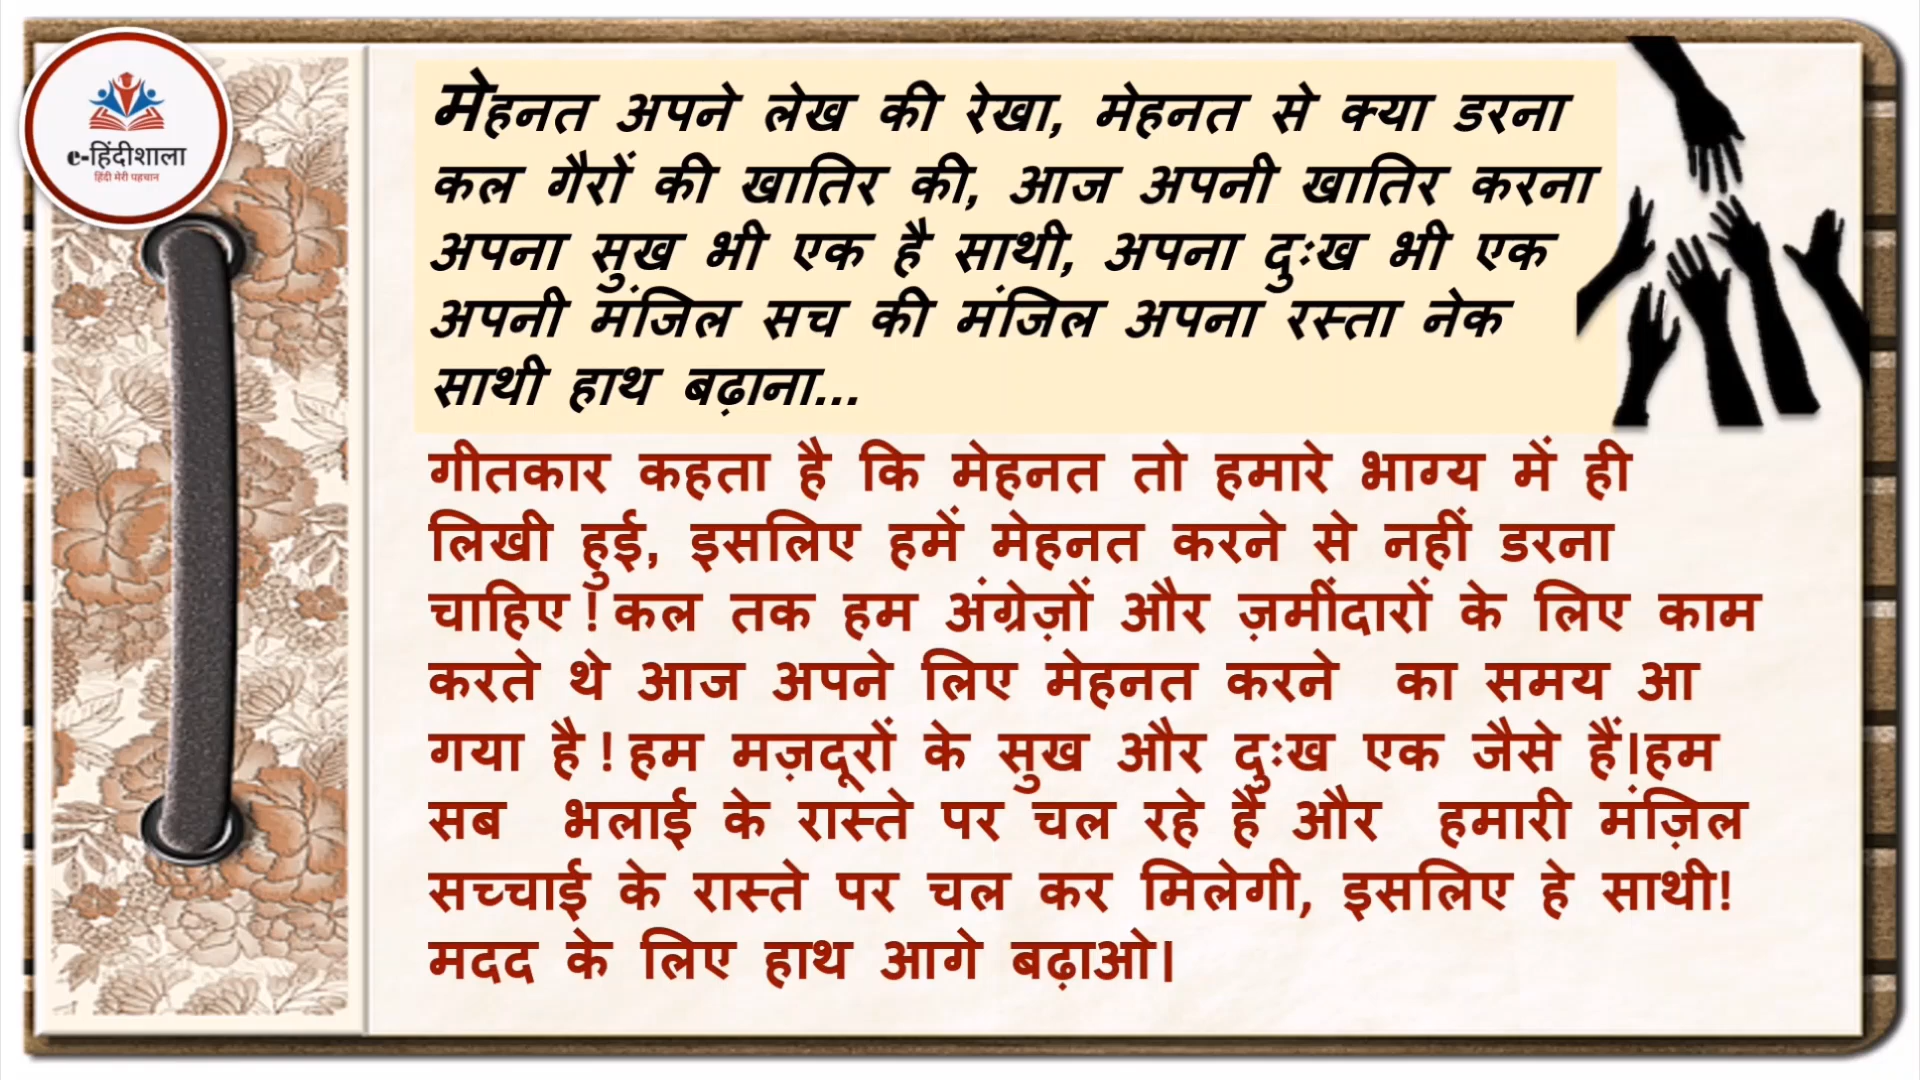 e-हिंदीशाला
हिंदी मेरी पहचान
मेहनत अपने लेख की रेखा, मेहनत से क्या डरना
कल गैरों की खातिर की, आज अपनी खातिर करना
अपना सुख भी एक है साथी, अपना दुःख भी एक
अपनी मंजिल सच की मंजिल अपना रस्ता नेक
साथी हाथ बढ़ाना...
गीतकार कहता है कि मेहनत तो हमारे भाग्य में ही
लिखी हुई, इसलिए हमें मेहनत करने से नहीं डरना
चाहिए ! कल तक हम अंग्रेज़ों और ज़मींदारों के लिए काम
करते थे आज अपने लिए मेहनत करने का समय आ
गया है ! हम मज़दूरों के सुख और दुःख एक जैसे हैं।हम
सब भलाई के रास्ते पर चल रहे हैं और हमारी मंज़िल
सच्चाई के रास्ते पर चल कर मिलेगी, इसलिए हे साथी!
मदद के लिए हाथ आगे बढ़ाओ।